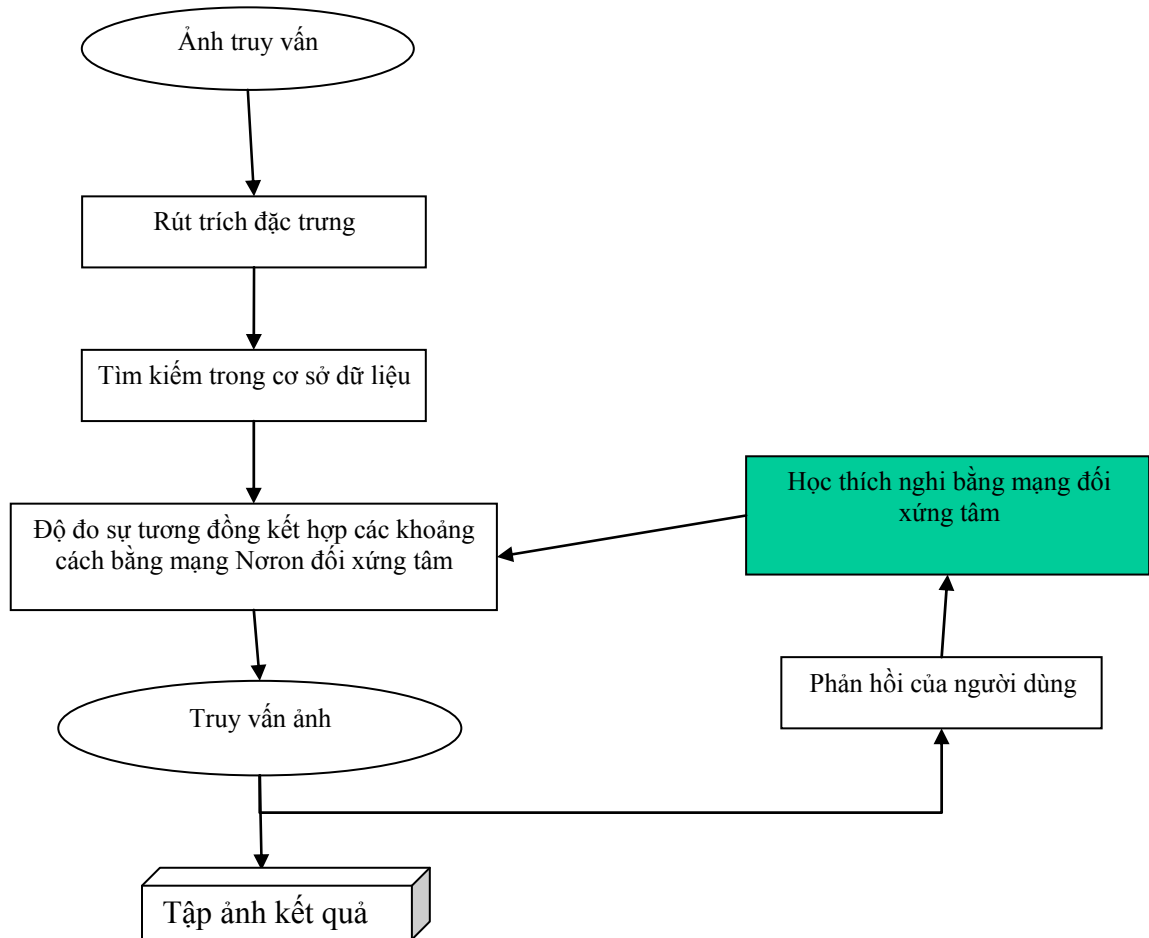 Ảnh truy vấn
Rút trích đặc trưng
Tìm kiếm trong cơ sở dữ liệu
Độ đo sự tương đồng kết hợp các khoảng
cách bằng mạng Nơron đối xứng tâm
Học thích nghi bằng mạng đối
xứng tâm
Phản hồi của người dùng
Truy vấn ảnh
Tập ảnh kết quả